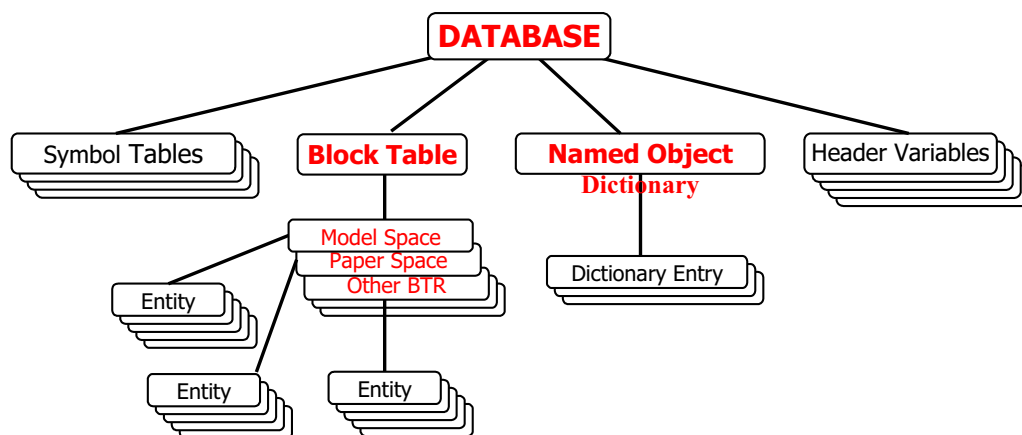 DATABASE
Symbol Tables
Block Table
Named Object
Dictionary
Header Variables
Model Space
Paper Space
Other BTR
Dictionary Entry
Entity
Entity
Entity